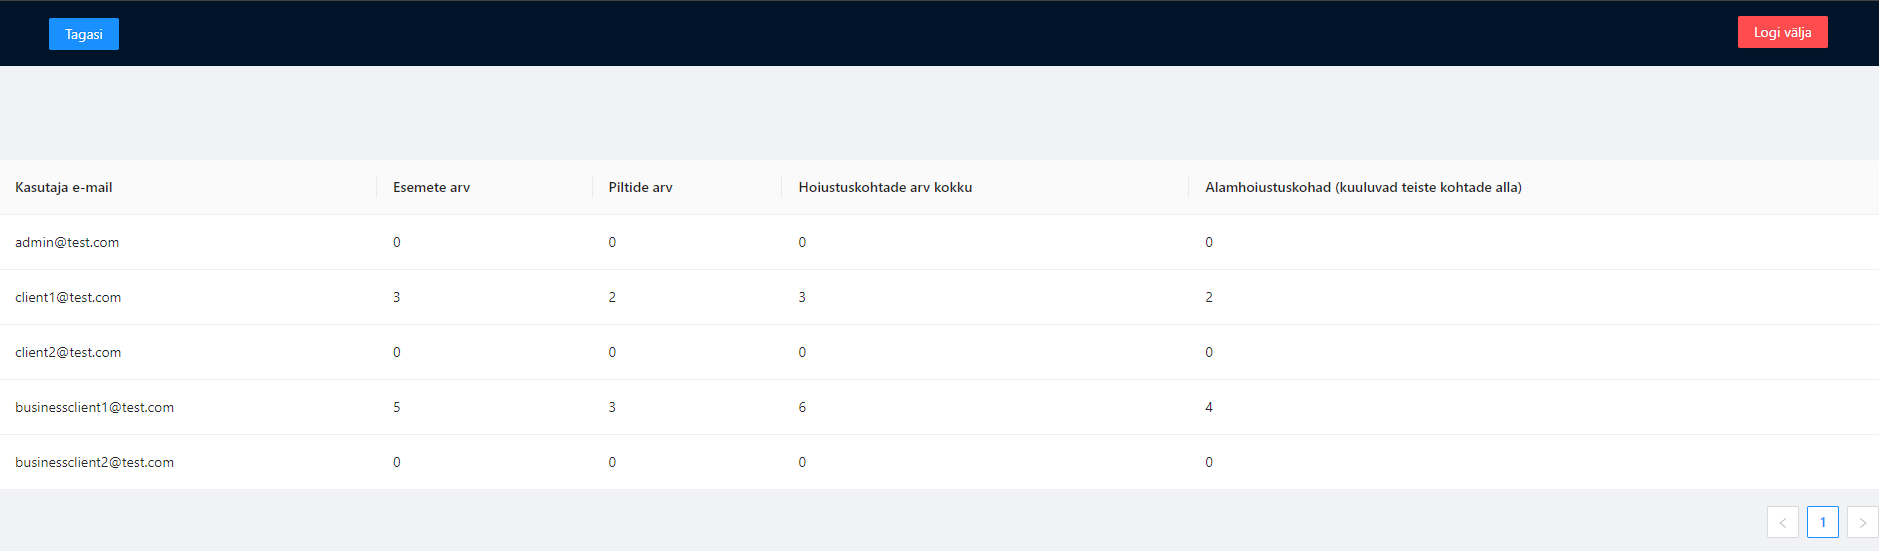 Tagasi Logi välja
Kasutaja e-mail Esemete arv Piltide arv Hoiustuskohtade arv kokku Alamhoiustuskohad (kuuluvad teiste kohtade alla)
admin@test.com 0 0 0 0
client1@test.com 3 2 3 2
client2@test.com 0 0 0 0
businessclient1@test.com 5 3 6 4
businessclient2@test.com 0 0 0 0
< 1 >